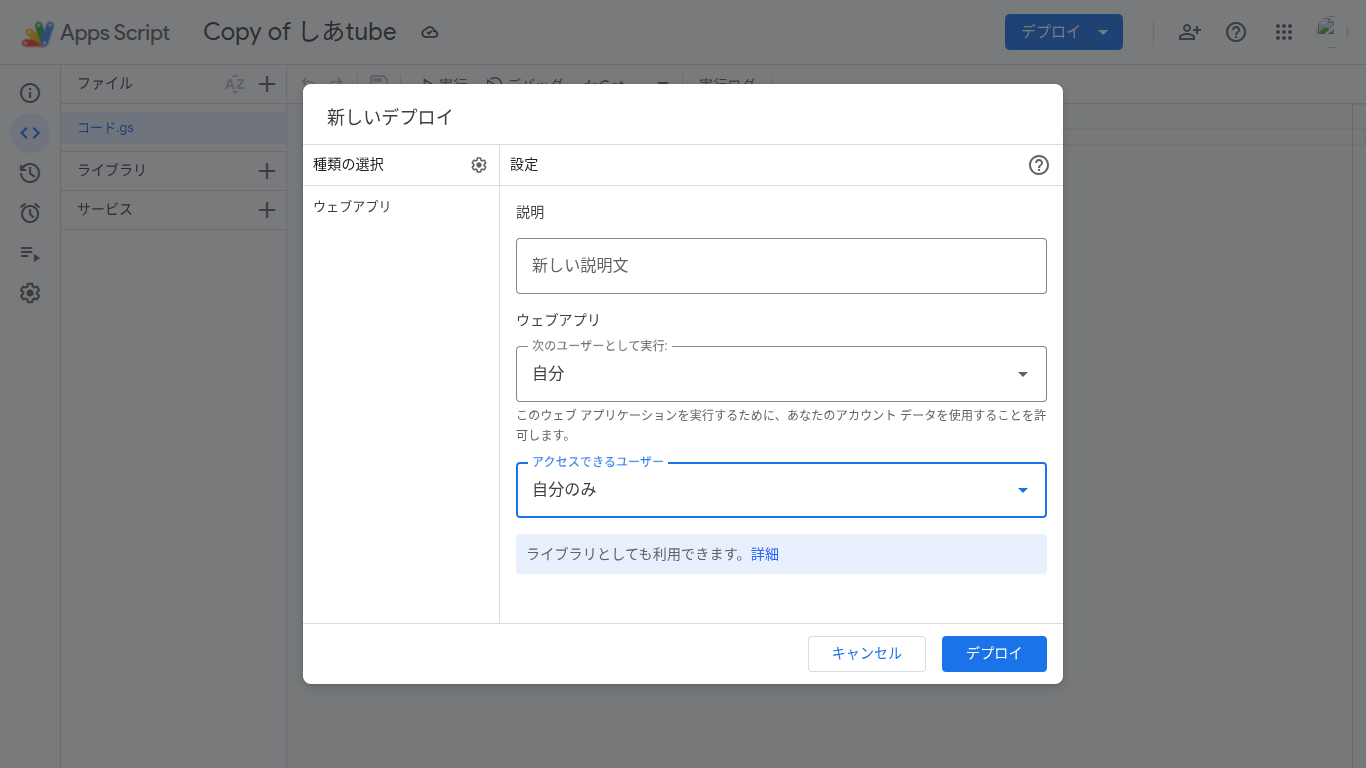 Apps Script
Copy of しあtube
デプロイ
ファイル
実行
デバッグ
doGet
実行ログ
コード.gs
ライブラリ
サービス
新しいデプロイ
種類の選択
設定
ウェブアプリ
説明
新しい説明文
ウェブアプリ
次のユーザーとして実行:
自分
このウェブ アプリケーションを実行するために、あなたのアカウント データを使用することを許
可します。
アクセスできるユーザー
自分のみ
ライブラリとしても利用できます。詳細
キャンセル
デプロイ